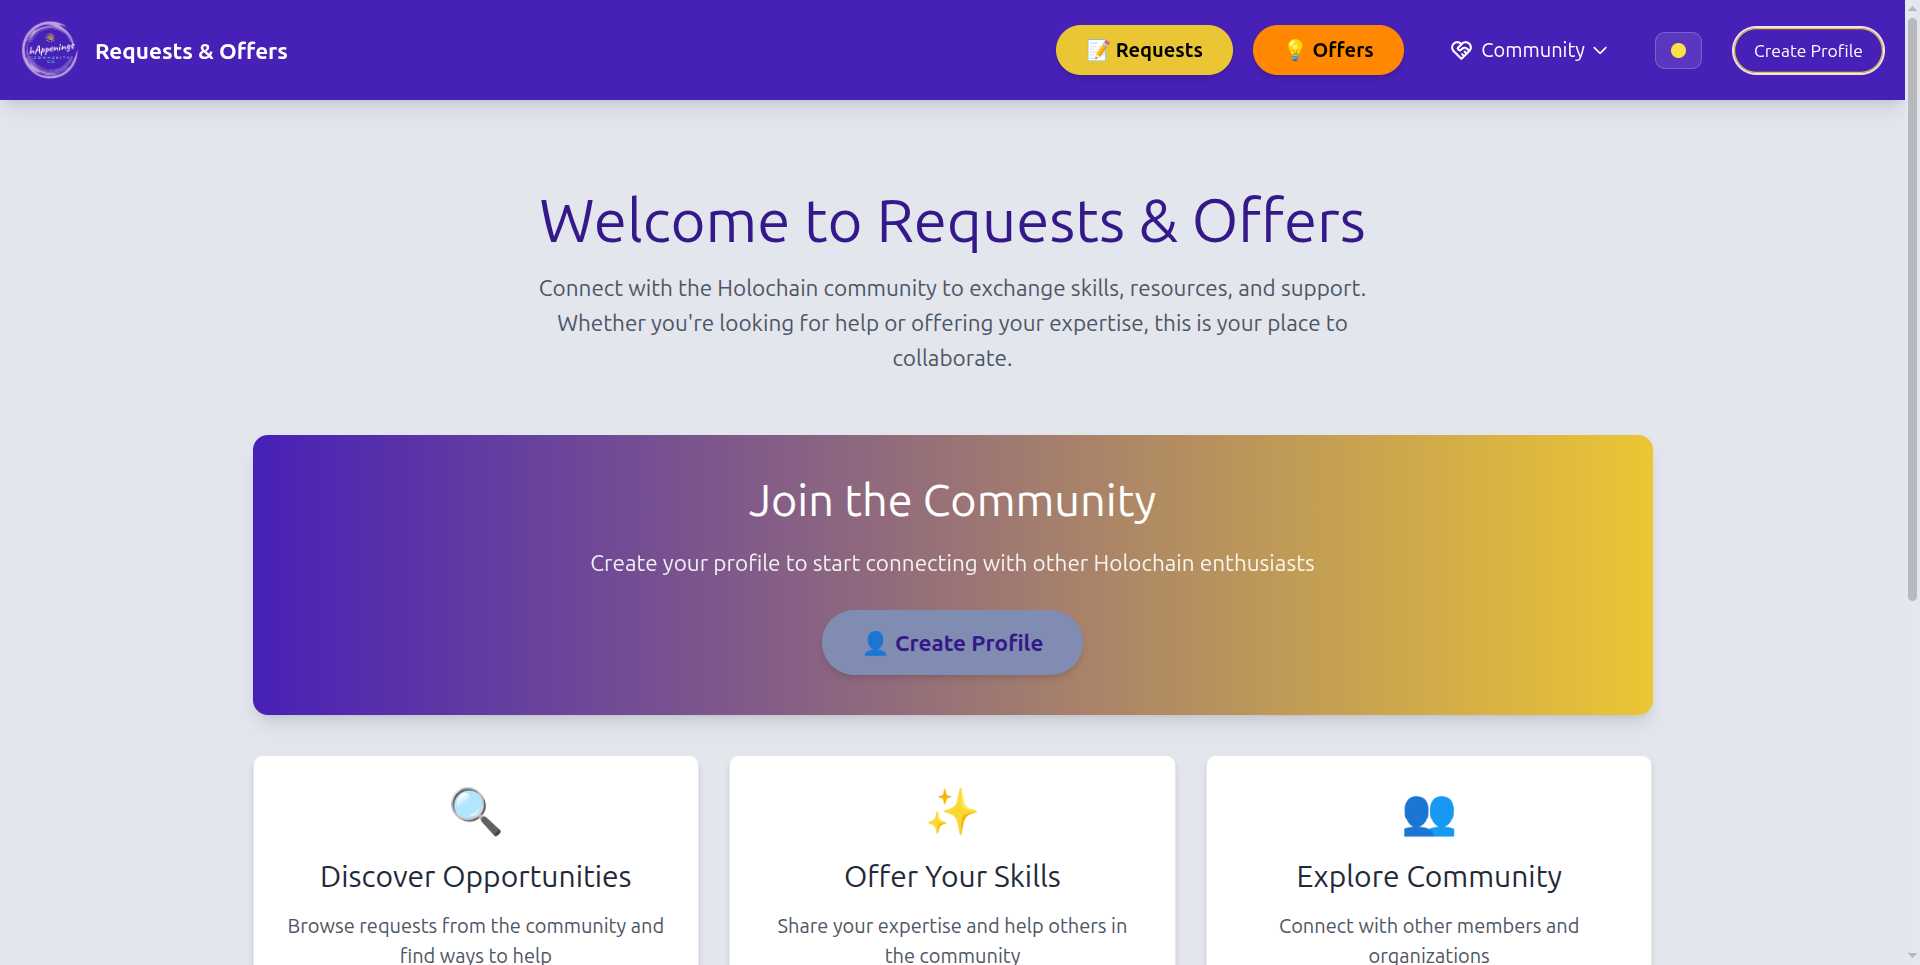 hAppenings
COMMUNITY
Requests & Offers
Requests
Offers
Community
Create Profile
Welcome to Requests & Offers
Connect with the Holochain community to exchange skills, resources, and support.
Whether you're looking for help or offering your expertise, this is your place to
collaborate.
Join the Community
Create your profile to start connecting with other Holochain enthusiasts
Create Profile
Discover Opportunities
Browse requests from the community and
find ways to help
Offer Your Skills
Share your expertise and help others in
the community
Explore Community
Connect with other members and
organizations